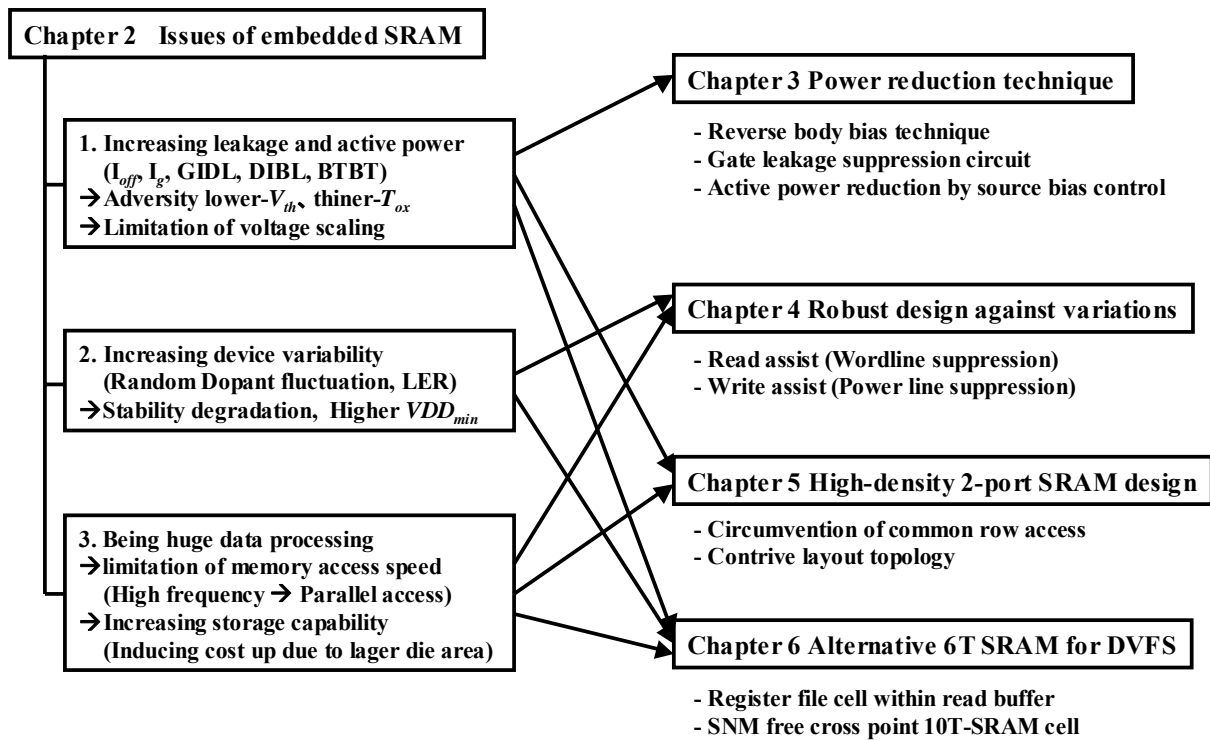 Chapter 2 Issues of embedded SRAM
1. Increasing leakage and active power
(Ioff, Ig, GIDL, DIBL, BTBT)
→Adversity lower-Vth、thiner-Tox
→Limitation of voltage scaling
2. Increasing device variability
(Random Dopant fluctuation, LER)
→Stability degradation, Higher VDDmin
3. Being huge data processing
→limitation of memory access speed
(High frequency → Parallel access)
→Increasing storage capability
(Inducing cost up due to lager die area)
Chapter 3 Power reduction technique
- Reverse body bias technique
- Gate leakage suppression circuit
- Active power reduction by source bias control
Chapter 4 Robust design against variations
- Read assist (Wordline suppression)
- Write assist (Power line suppression)
Chapter 5 High-density 2-port SRAM design
- Circumvention of common row access
- Contrive layout topology
Chapter 6 Alternative 6T SRAM for DVFS
- Register file cell within read buffer
- SNM free cross point 10T-SRAM cell